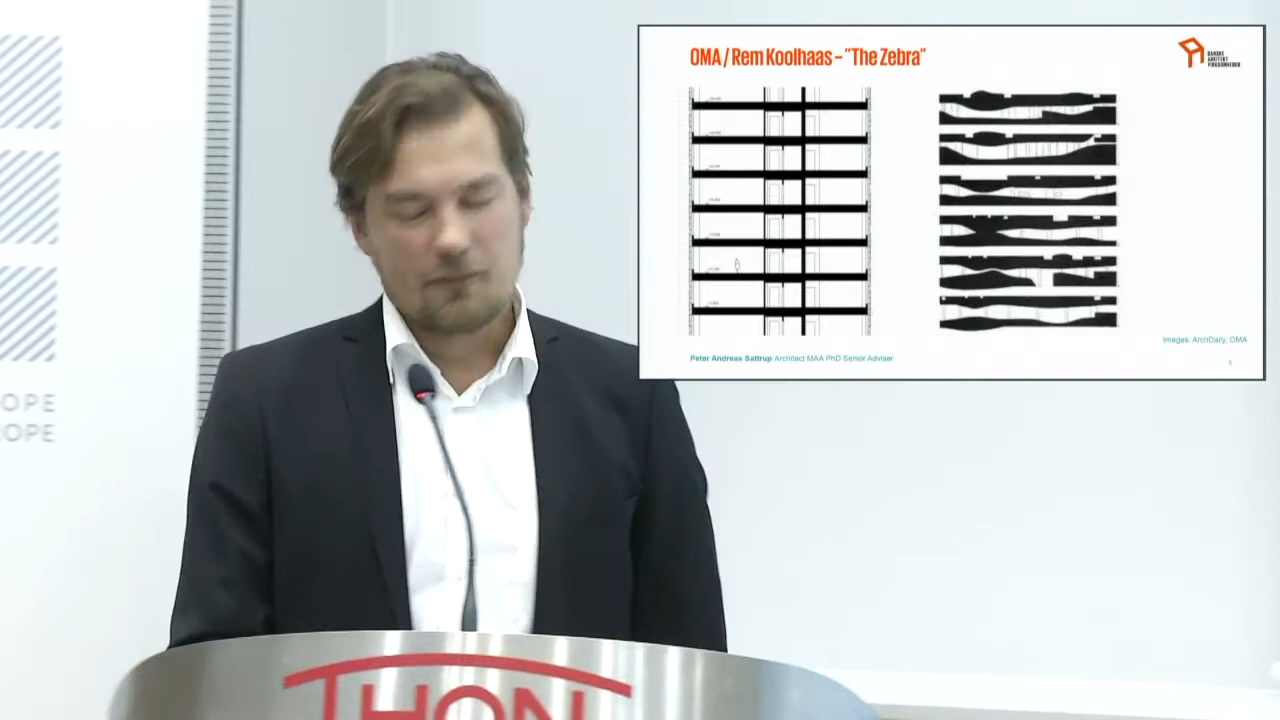 OMA / Rem Koolhaas – "The Zebra"
DANSKE
ARKITEKT
VIRKSOMHEDER
Images: ArchDaily, OMA
Peter Andreas Sattrup Architect MAA PhD Senior Adviser
OPE
OPE
THON